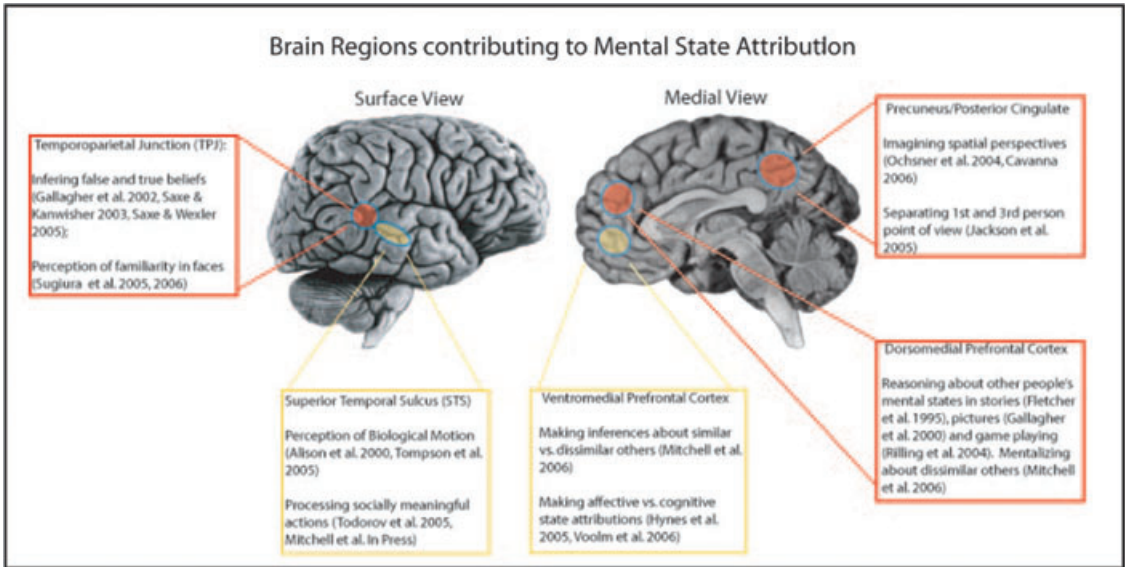 Brain Regions contributing to Mental State Attribution
Surface View
Medial View
Temporoparietal Junction (TPJ):
Infering false and true beliefs
(Gallagher et al. 2002, Saxe &
Kanwisher 2003, Saxe & Wexler
2005);
Perception of familiarity in faces
(Sugiura et al. 2005, 2006)
Superior Temporal Sulcus (STS)
Perception of Biological Motion
(Alison et al. 2000, Tompson et al.
2005)
Processing socially meaningful
actions (Todorov et al. 2005,
Mitchell et al. In Press)
Ventromedial Prefrontal Cortex
Making inferences about similar
vs. dissimilar others (Mitchell et al.
2006)
Making affective vs. cognitive
state attributions (Hynes et al.
2005, Voolm et al. 2006)
Precuneus/Posterior Cingulate
Imagining spatial perspectives
(Ochsner et al. 2004, Cavanna
2006)
Separating 1st and 3rd person
point of view (Jackson et al.
2005)
Dorsomedial Prefrontal Cortex
Reasoning about other people's
mental states in stories (Fletcher
et al. 1995), pictures (Gallagher
et al. 2000) and game playing
(Rilling et al. 2004). Mentalizing
about dissimilar others (Mitchell
et al. 2006)